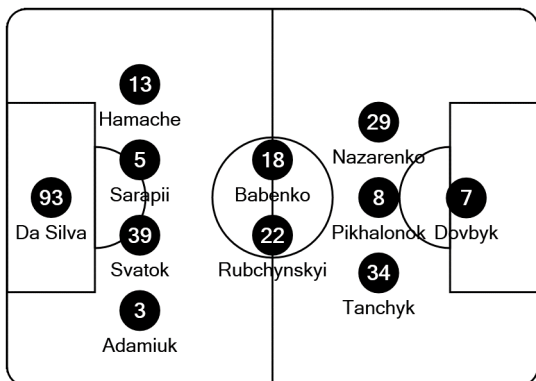 93
Da Silva
13
Hamache
5
Sarapii
39
Svatok
3
Adamiuk
18
Babenko
22
Rubchynskyi
29
Nazarenko
8
Pikhalonok
34
Tanchyk
7
Dovbyk